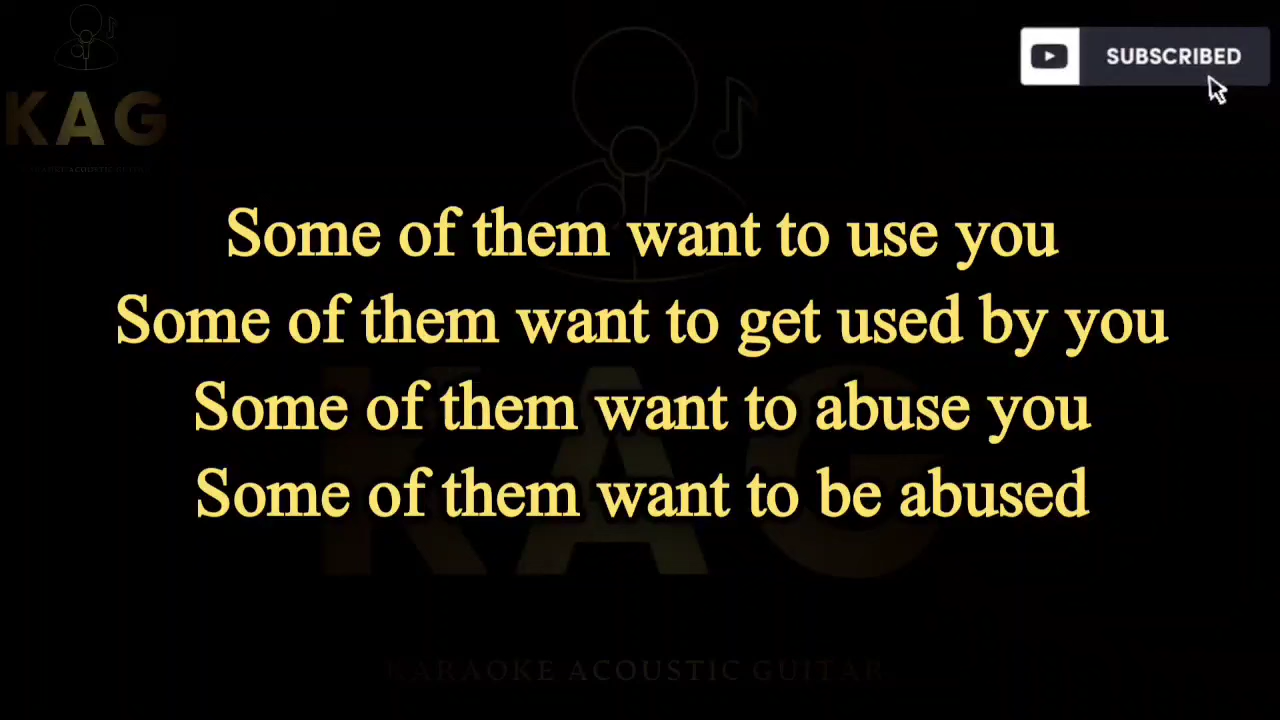 KAG
SUBSCRIBED
Some of them want to use you
Some of them want to get used by you
Some of them want to abuse you
Some of them want to be abused
KAG
KARAOKE ACOUSTIC GUITAR